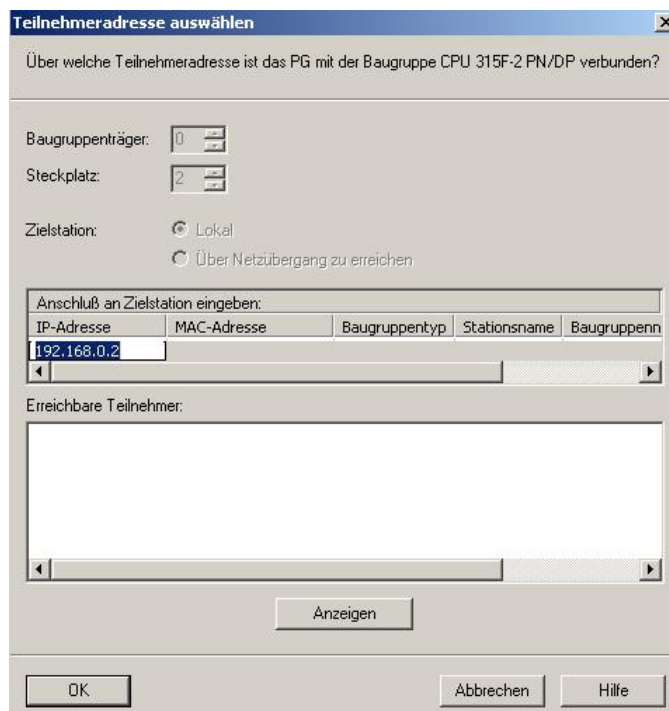 Teilnehmeradresse auswählen
Über welche Teilnehmeradresse ist das PG mit der Baugruppe CPU 315F-2 PN/DP verbunden?
Baugruppenträger: 0
Steckplatz: 2
Zielstation: Lokal
Über Netzübergang zu erreichen
Anschluß an Zielstation eingeben:
IP-Adresse MAC-Adresse Baugruppentyp Stationsname Baugruppenn
192.168.0.2
Erreichbare Teilnehmer:
Anzeigen
OK Abbrechen Hilfe